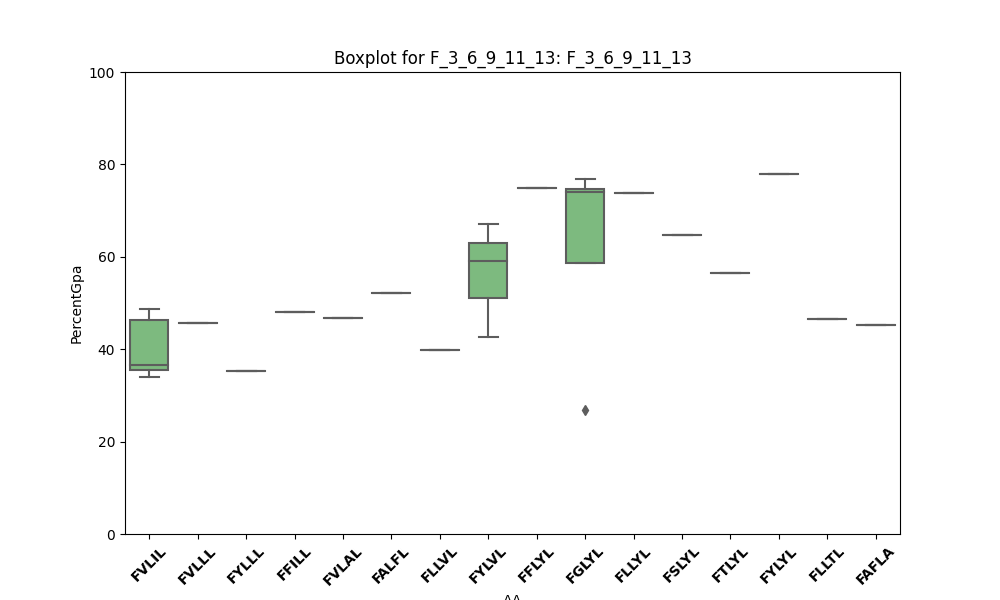 Boxplot for F_3_6_9_11_13: F_3_6_9_11_13
100
80
60
40
20
0
PercentGpa
FVLIL FVLLL FYLLL FFILL FVLAL FALFL FLLVL FYLVL FFLYL FGLYL FLLYL FSLYL FTLYL FYLYL FLLTL FAFLA
AA